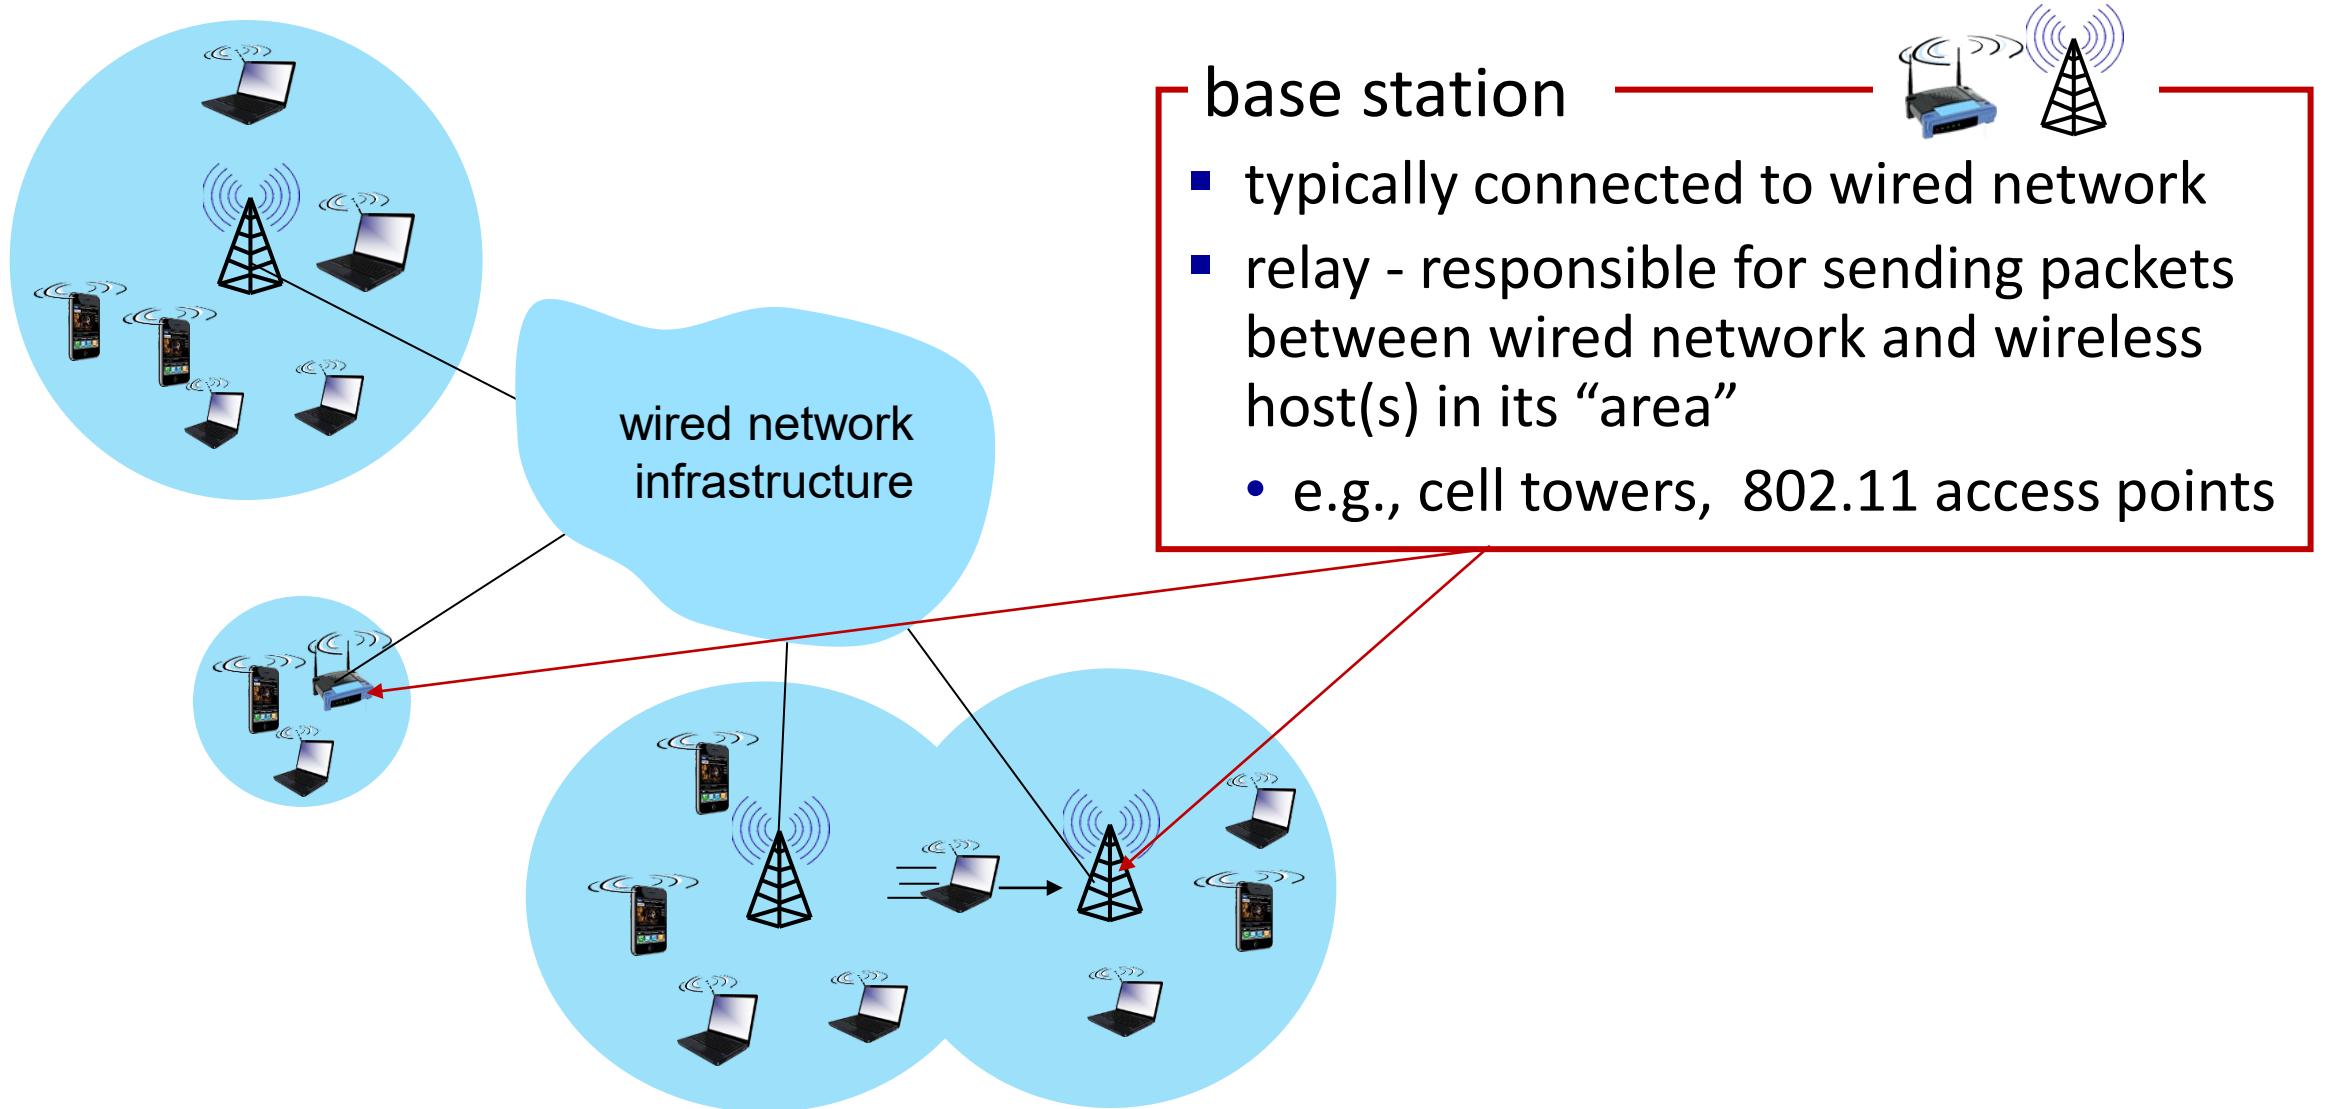 base station
▪ typically connected to wired network
▪ relay - responsible for sending packets
between wired network and wireless
host(s) in its “area”
• e.g., cell towers,  802.11 access points
wired network
infrastructure